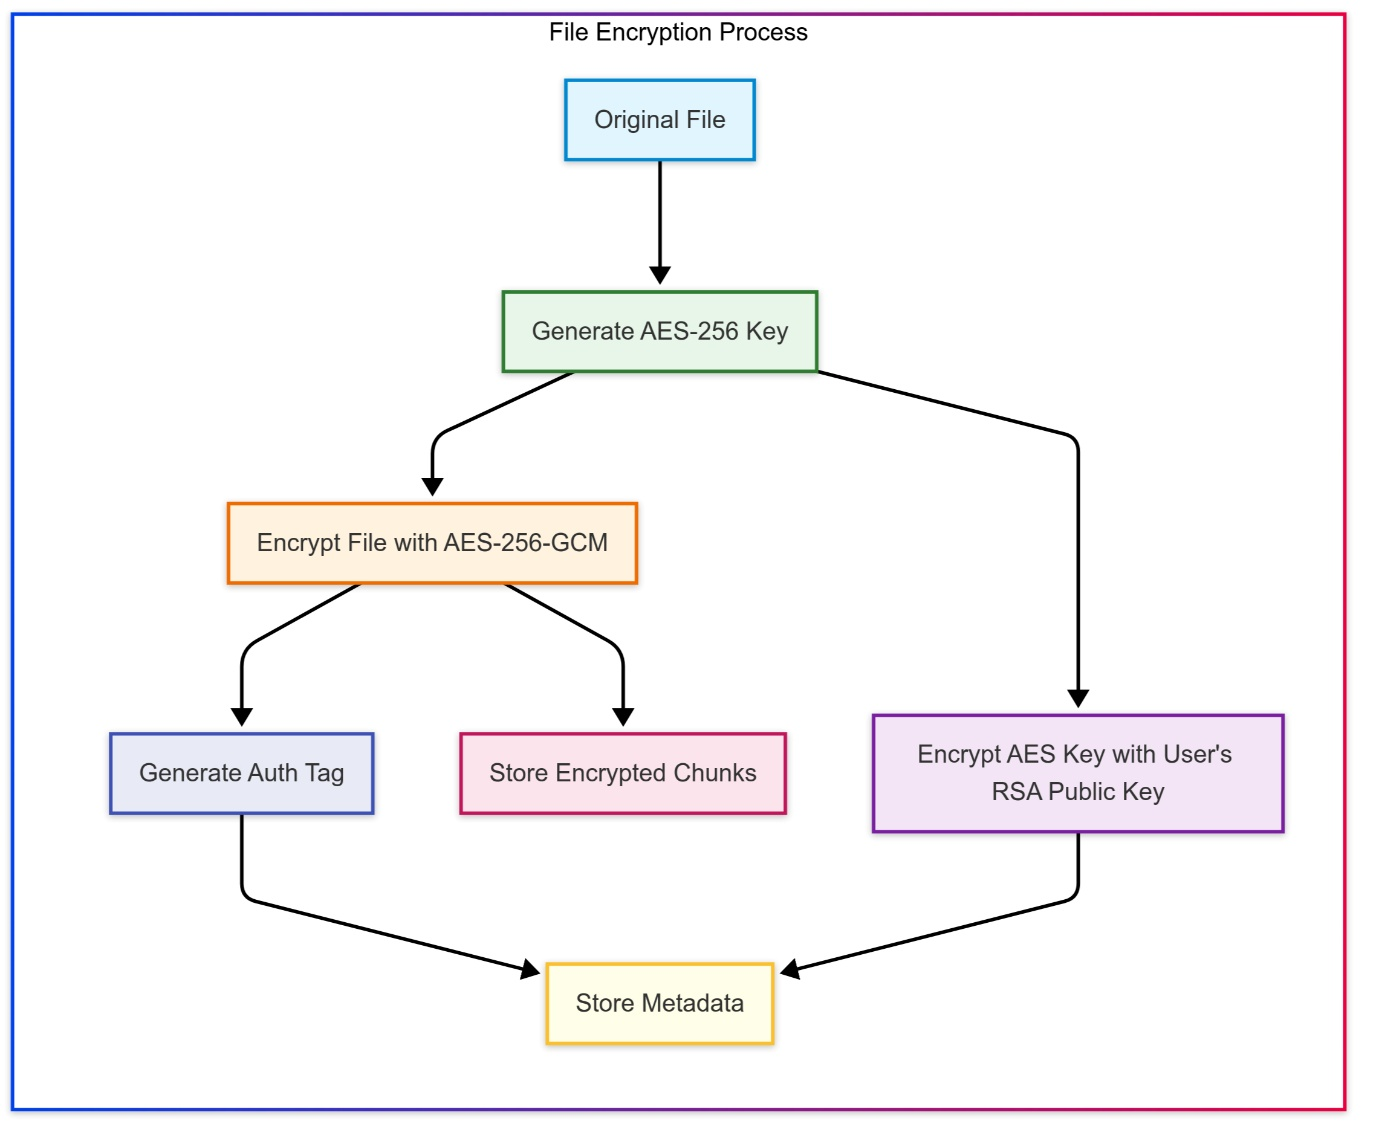 File Encryption Process
Original File
Generate AES-256 Key
Encrypt File with AES-256-GCM
Generate Auth Tag
Store Encrypted Chunks
Encrypt AES Key with User's
RSA Public Key
Store Metadata